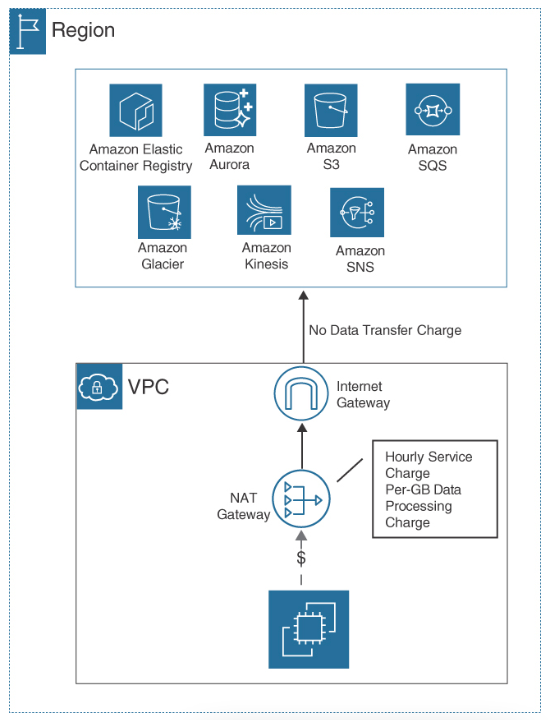 Region
Amazon Elastic
Container Registry
Amazon
Aurora
Amazon
S3
Amazon
SQS
Amazon
Glacier
Amazon
Kinesis
Amazon
SNS
No Data Transfer Charge
VPC
Internet
Gateway
Hourly Service
Charge
Per-GB Data
Processing
Charge
NAT
Gateway
$